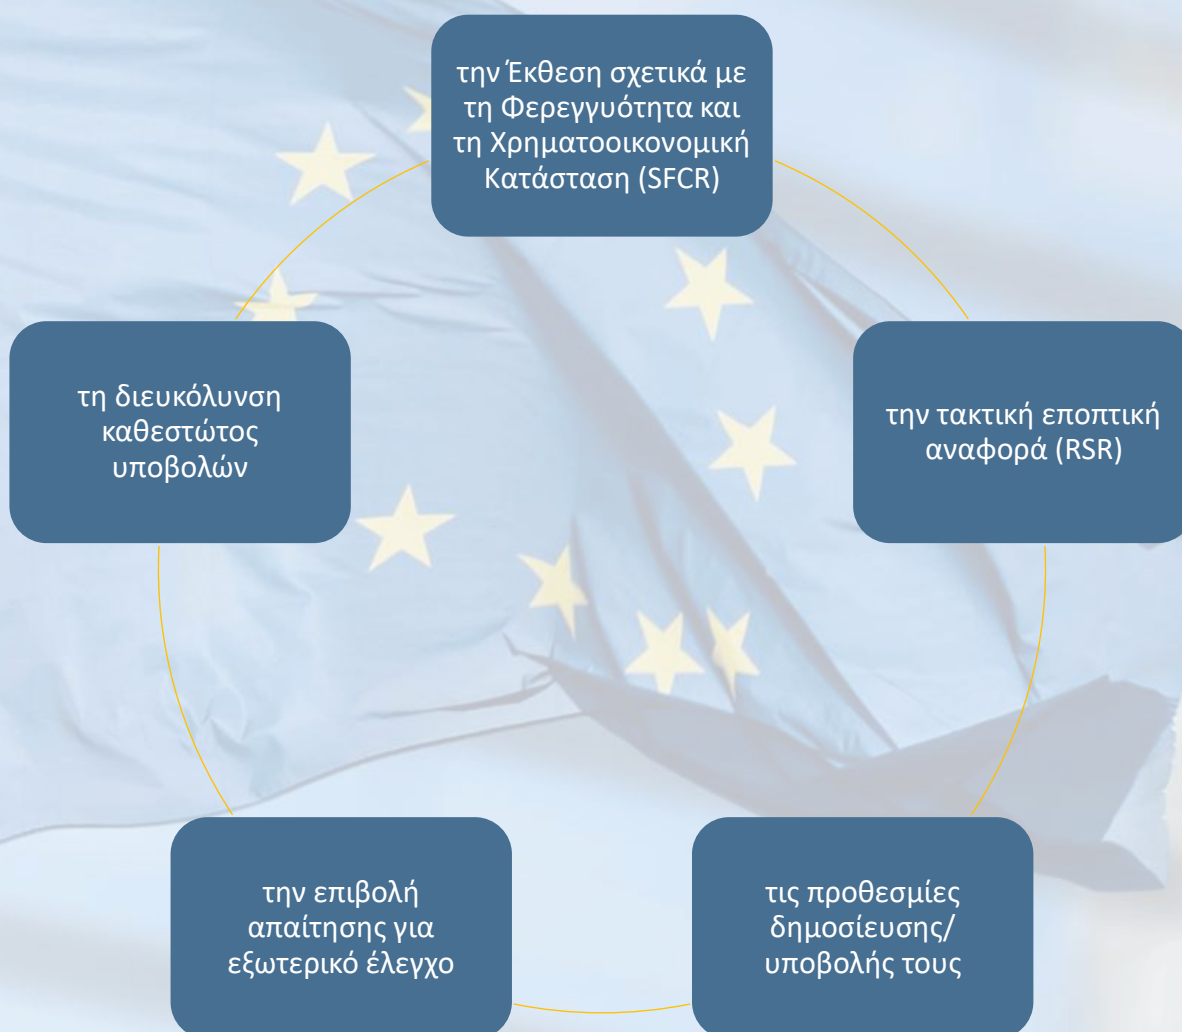 την Έκθεση σχετικά με
τη Φερεγγυότητα και
τη Χρηματοοικονομική
Κατάσταση (SFCR)
την τακτική εποπτική
αναφορά (RSR)
τις προθεσμίες
δημοσίευσης/
υποβολής τους
την επιβολή
απαίτησης για
εξωτερικό έλεγχο
τη διευκόλυνση
καθεστώτος
υποβολών